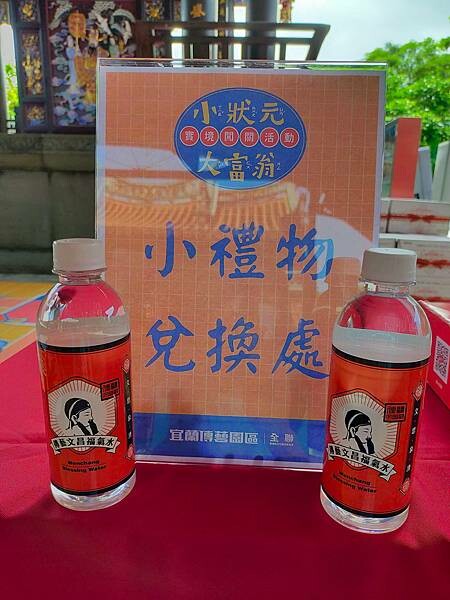 小狀元
實境闖關活動
大富翁
小禮物
兌換處
宜蘭傳藝園區
全聯
傳藝文昌福氣水
Wenchang
Blessing Water
傳藝文昌福氣水
Wenchang
Blessing Water